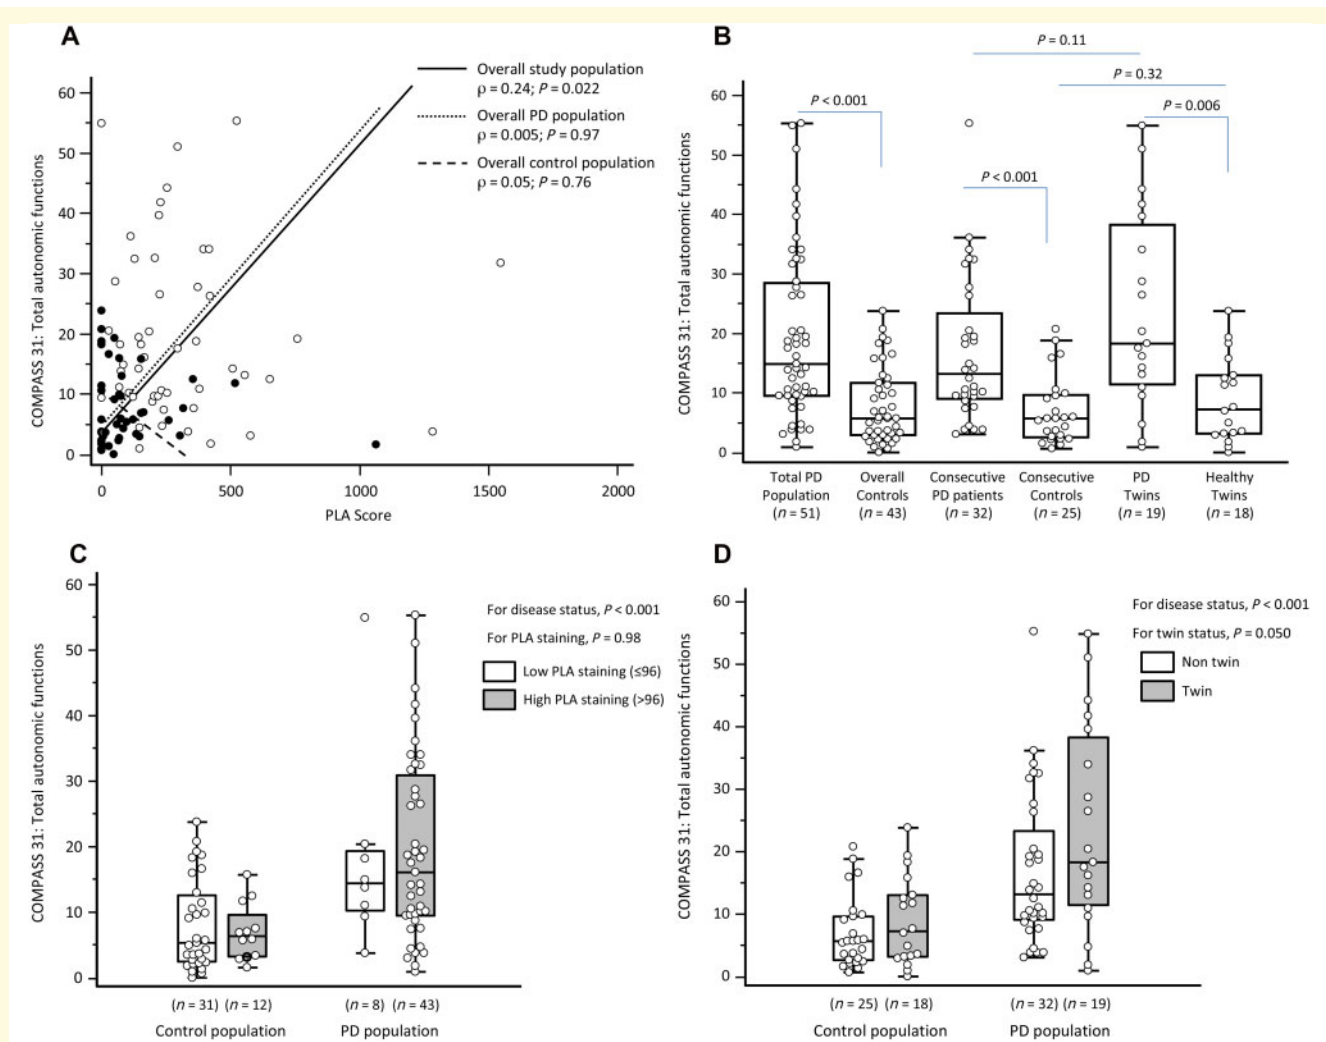 A
COMPASS 31: Total autonomic functions
60
50
40
30
20
10
0
0
500
1000
1500
2000
PLA Score
Overall study population
ρ = 0.24; P = 0.022
Overall PD population
ρ = 0.005; P = 0.97
Overall control population
ρ = 0.05; P = 0.76
B
COMPASS 31: Total autonomic functions
60
50
40
30
20
10
0
P = 0.11
P = 0.32
P < 0.001
P = 0.006
P < 0.001
Total PD
Population
(n = 51)
Overall
Controls
(n = 43)
Consecutive
PD patients
(n = 32)
Consecutive
Controls
(n = 25)
PD
Twins
(n = 19)
Healthy
Twins
(n = 18)
C
COMPASS 31: Total autonomic functions
60
50
40
30
20
10
0
For disease status, P < 0.001
For PLA staining, P = 0.98
Low PLA staining (≤96)
High PLA staining (>96)
(n = 31) (n = 12)
Control population
(n = 8) (n = 43)
PD population
D
COMPASS 31: Total autonomic functions
60
50
40
30
20
10
0
For disease status, P < 0.001
For twin status, P = 0.050
Non twin
Twin
(n = 25) (n = 18)
Control population
(n = 32) (n = 19)
PD population